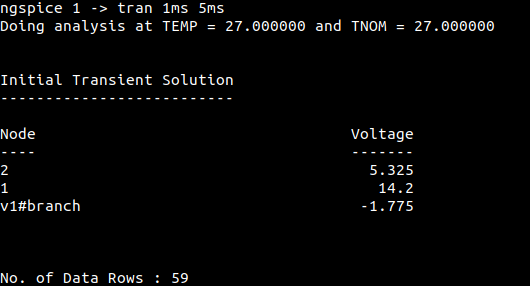 ngspice 1 -> tran 1ms 5ms
Doing analysis at TEMP = 27.000000 and TNOM = 27.000000
Initial Transient Solution
--------------------------
Node Voltage
---- -------
2 5.325
1 14.2
v1#branch -1.775
No. of Data Rows : 59